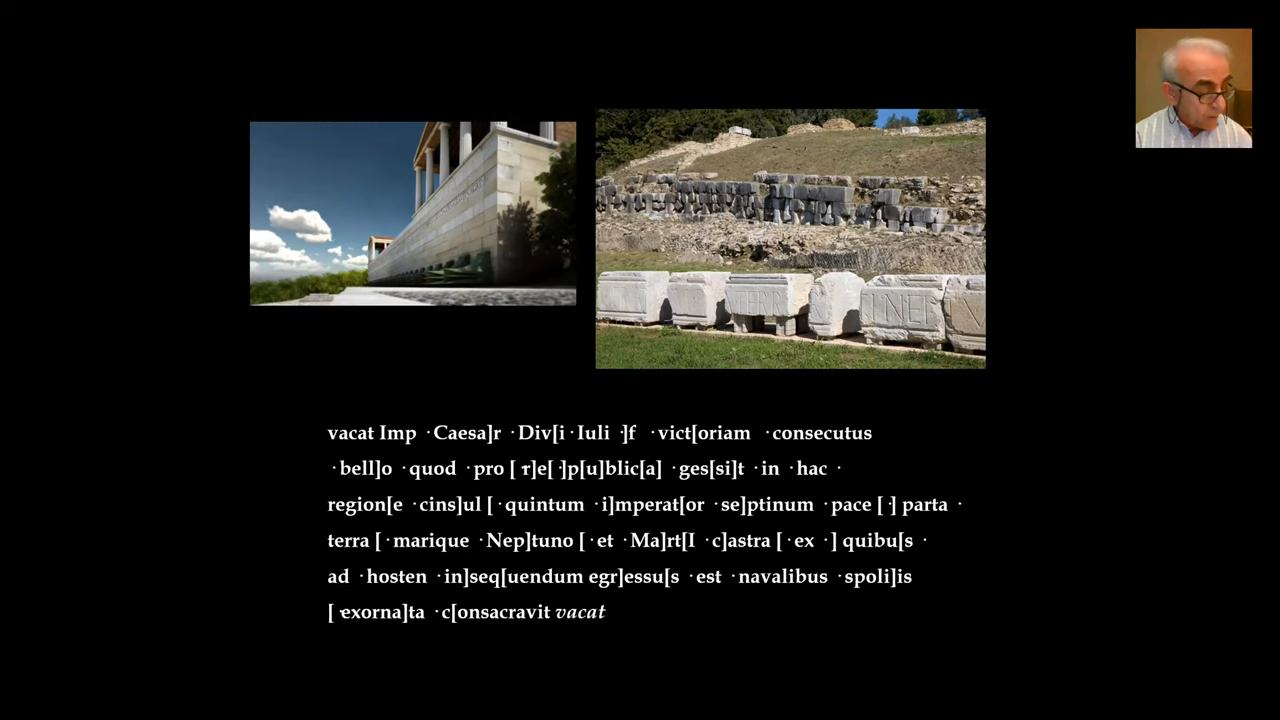 TERR
T NEI
V
vacat Imp · Caesa]r · Div[i · Iuli ·]f · vict[oriam · consecutus
· bell]o · quod · pro [ · r]e[ · ]p[u]blic[a] · ges[si]t · in · hac ·
region[e · cins]ul [ · quintum · i]mperat[or · se]ptinum · pace [ · ] parta ·
terra [ · marique · Nep]tuno [ · et · Ma]rt[I · c]astra [ · ex · ] quibu[s ·
ad · hosten · in]seq[uendum egr]essu[s · est · navalibus · spoli]is
[ · exorna]ta · c[onsacravit vacat